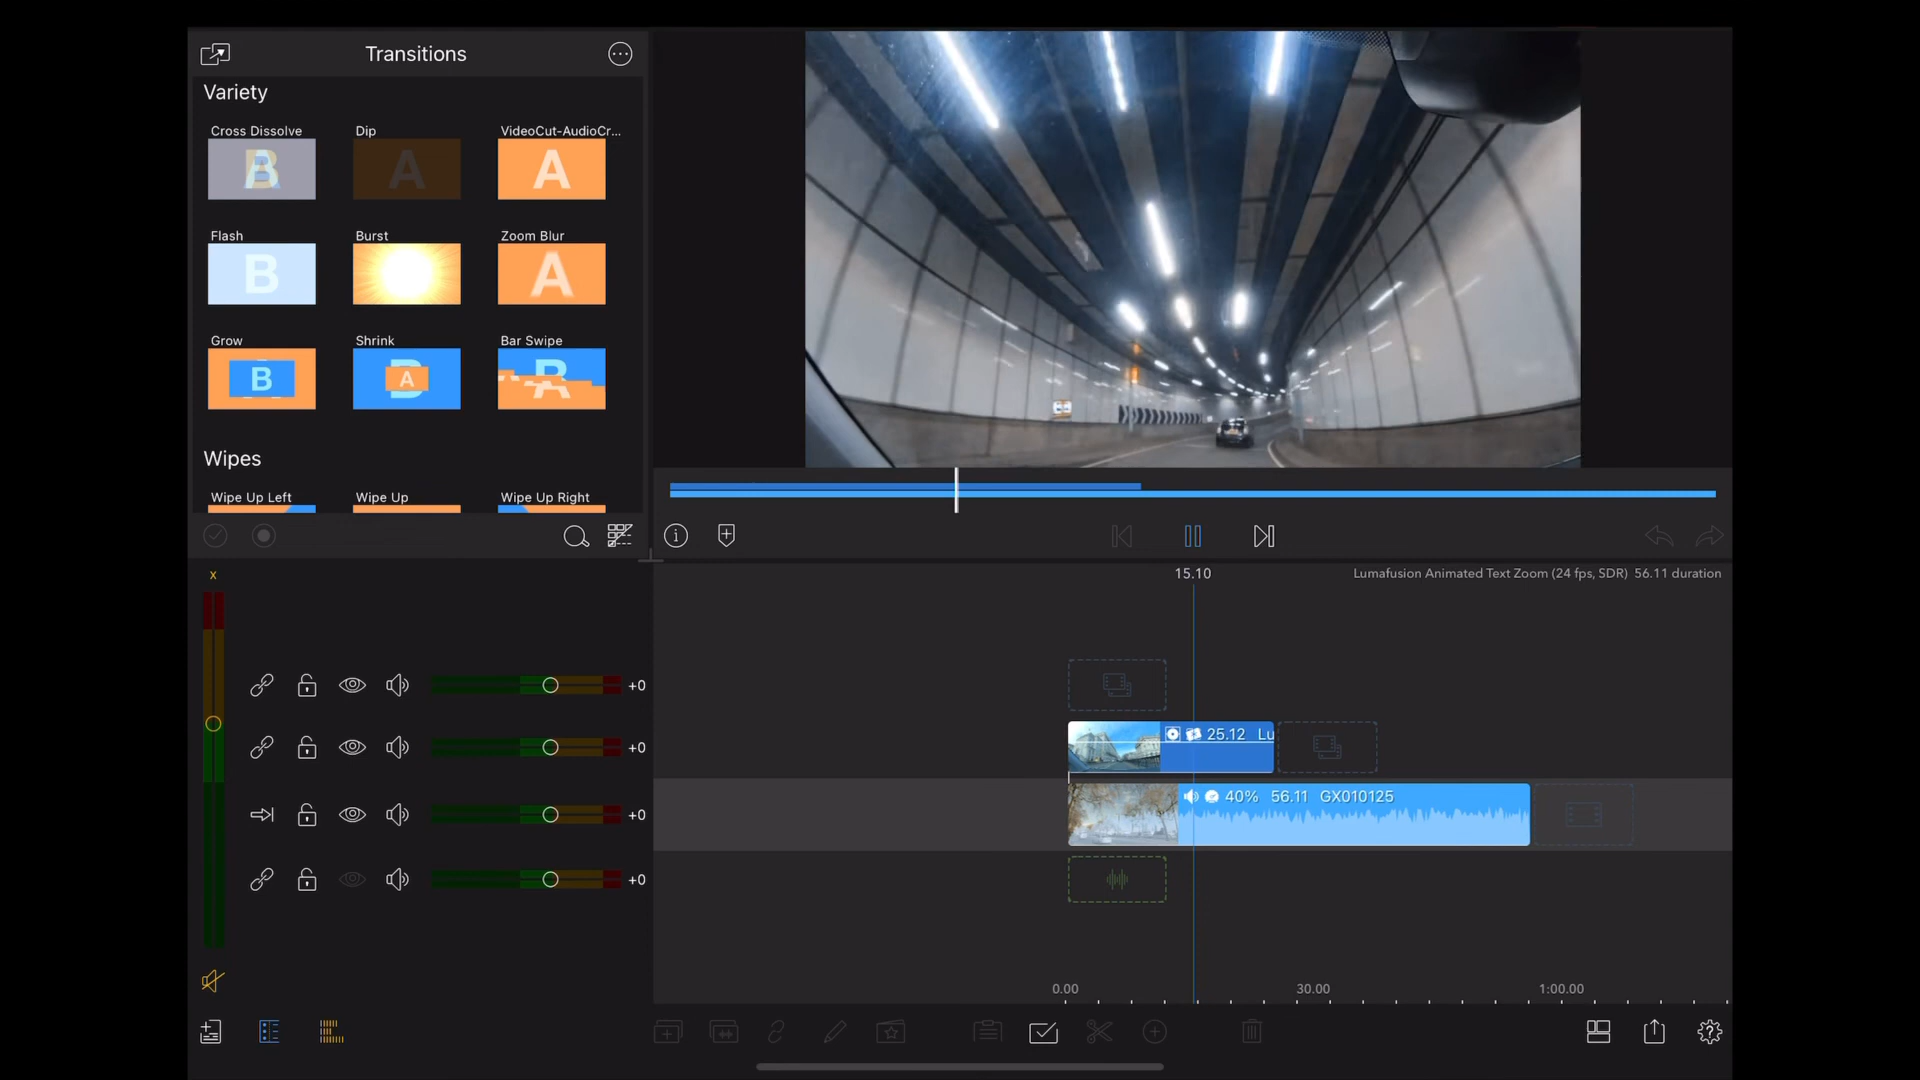 Transitions
Variety
Cross Dissolve
Dip
VideoCut-AudioCr...
B
A
A
Flash
Burst
Zoom Blur
B
A
Grow
Shrink
Bar Swipe
B
A
Wipes
Wipe Up Left
Wipe Up
Wipe Up Right
x
15.10
Lumafusion Animated Text Zoom (24 fps, SDR) 56.11 duration
+0
+0
25.12 Lu
+0
40% 56.11 GX010125
+0
0.00
30.00
1:00.00